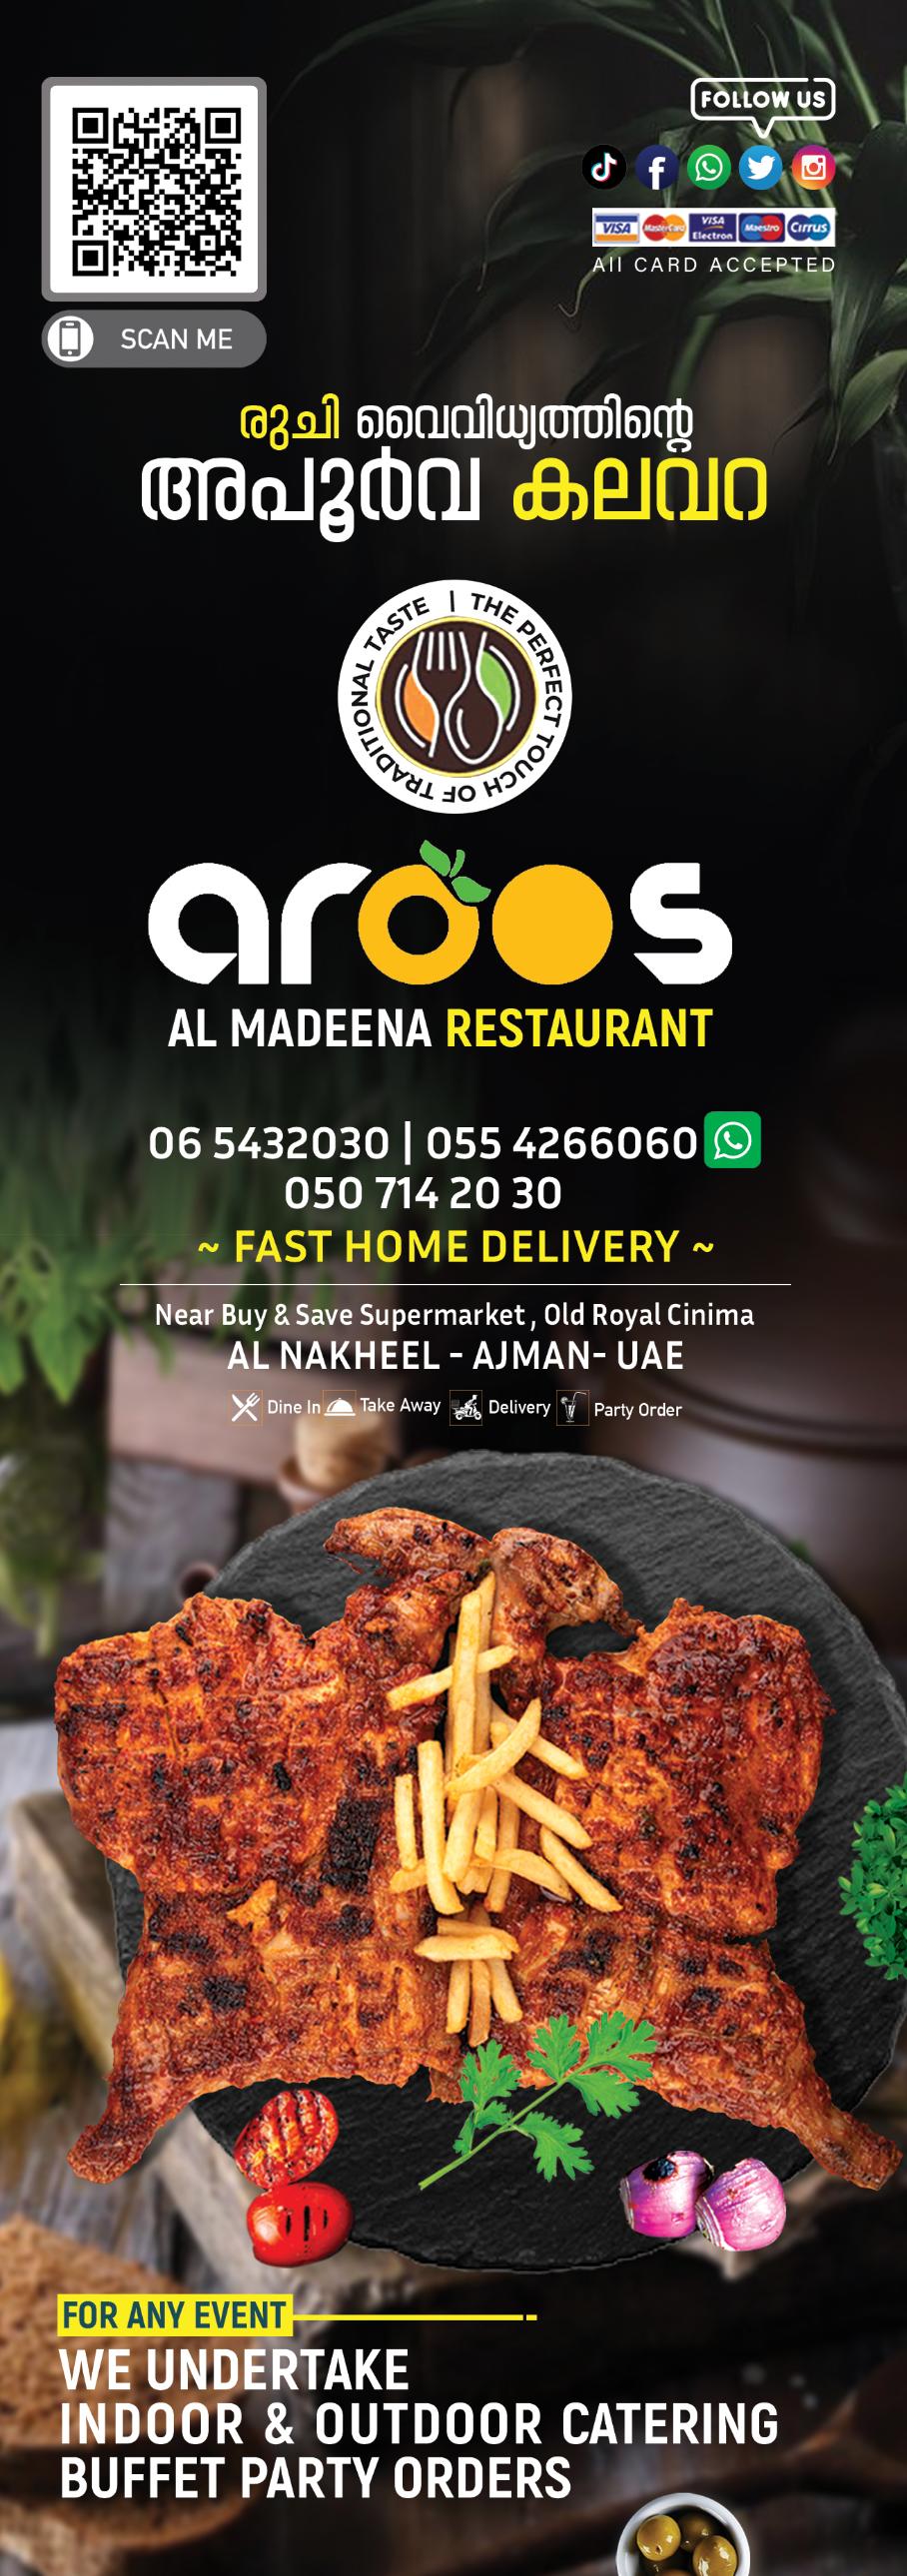 FOLLOW US
VISA MasterCard VISA Electron Maestro Cirrus
All CARD ACCEPTED
SCAN ME
രുചി വൈവിധ്യത്തിന്റെ
അപൂർവ കലവറ
THE PERFECT TOUCH OF TRADITIONAL TASTE |
aroos
AL MADEENA RESTAURANT
06 5432030 | 055 4266060
050 714 20 30
~ FAST HOME DELIVERY ~
Near Buy & Save Supermarket , Old Royal Cinima
AL NAKHEEL - AJMAN- UAE
Dine In Take Away Delivery Party Order
FOR ANY EVENT
WE UNDERTAKE
INDOOR & OUTDOOR CATERING
BUFFET PARTY ORDERS